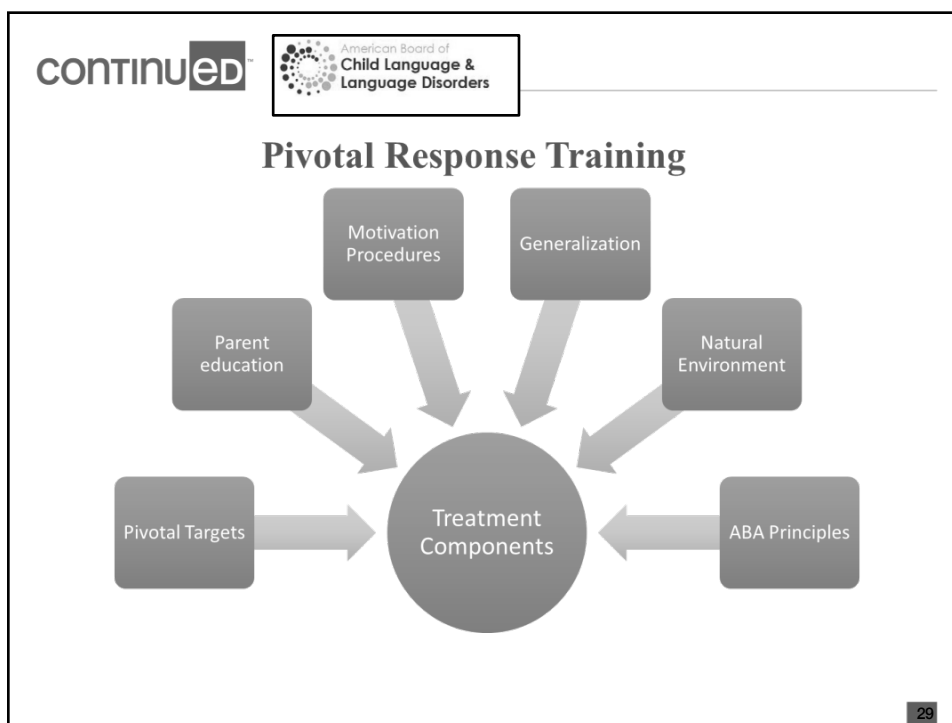 continued™
American Board of
Child Language &
Language Disorders
Pivotal Response Training
Motivation
Procedures
Generalization
Parent
education
Natural
Environment
Pivotal Targets
Treatment
Components
ABA Principles
29